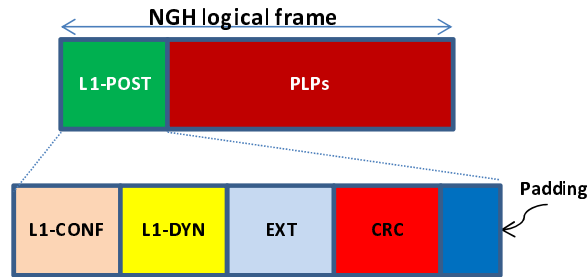 NGH logical frame
L1-POST
PLPs
Padding
L1-CONF
L1-DYN
EXT
CRC